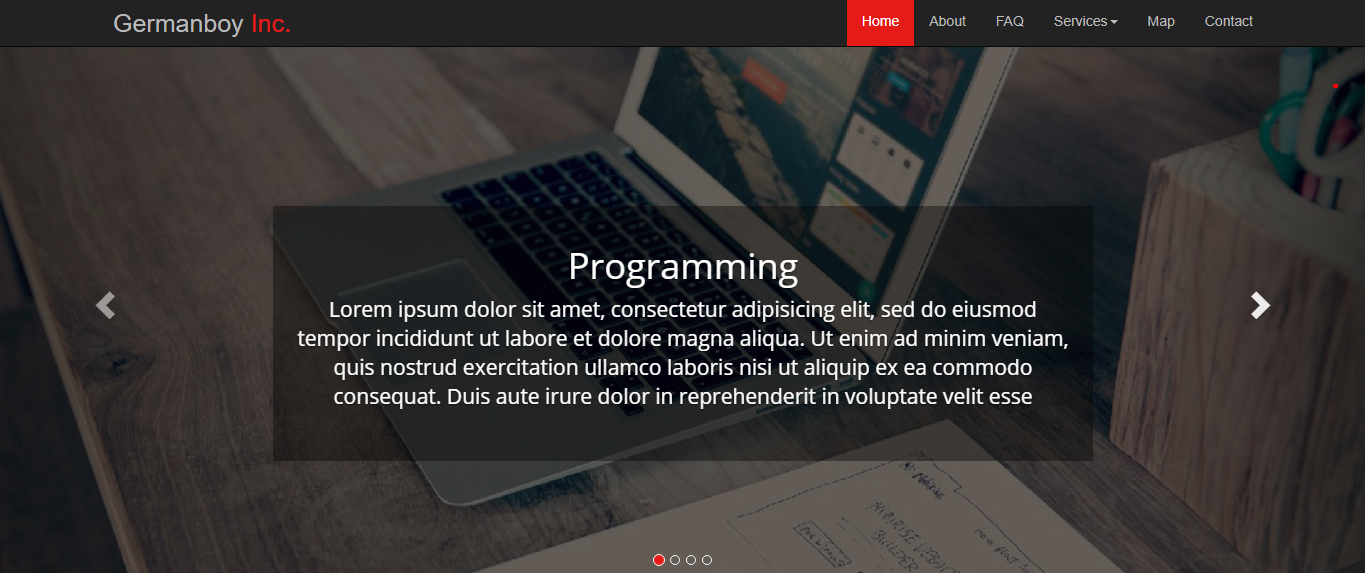 Germanboy Inc.
Home About FAQ Services Map Contact
Programming
Lorem ipsum dolor sit amet, consectetur adipisicing elit, sed do eiusmod
tempor incididunt ut labore et dolore magna aliqua. Ut enim ad minim veniam,
quis nostrud exercitation ullamco laboris nisi ut aliquip ex ea commodo
consequat. Duis aute irure dolor in reprehenderit in voluptate velit esse